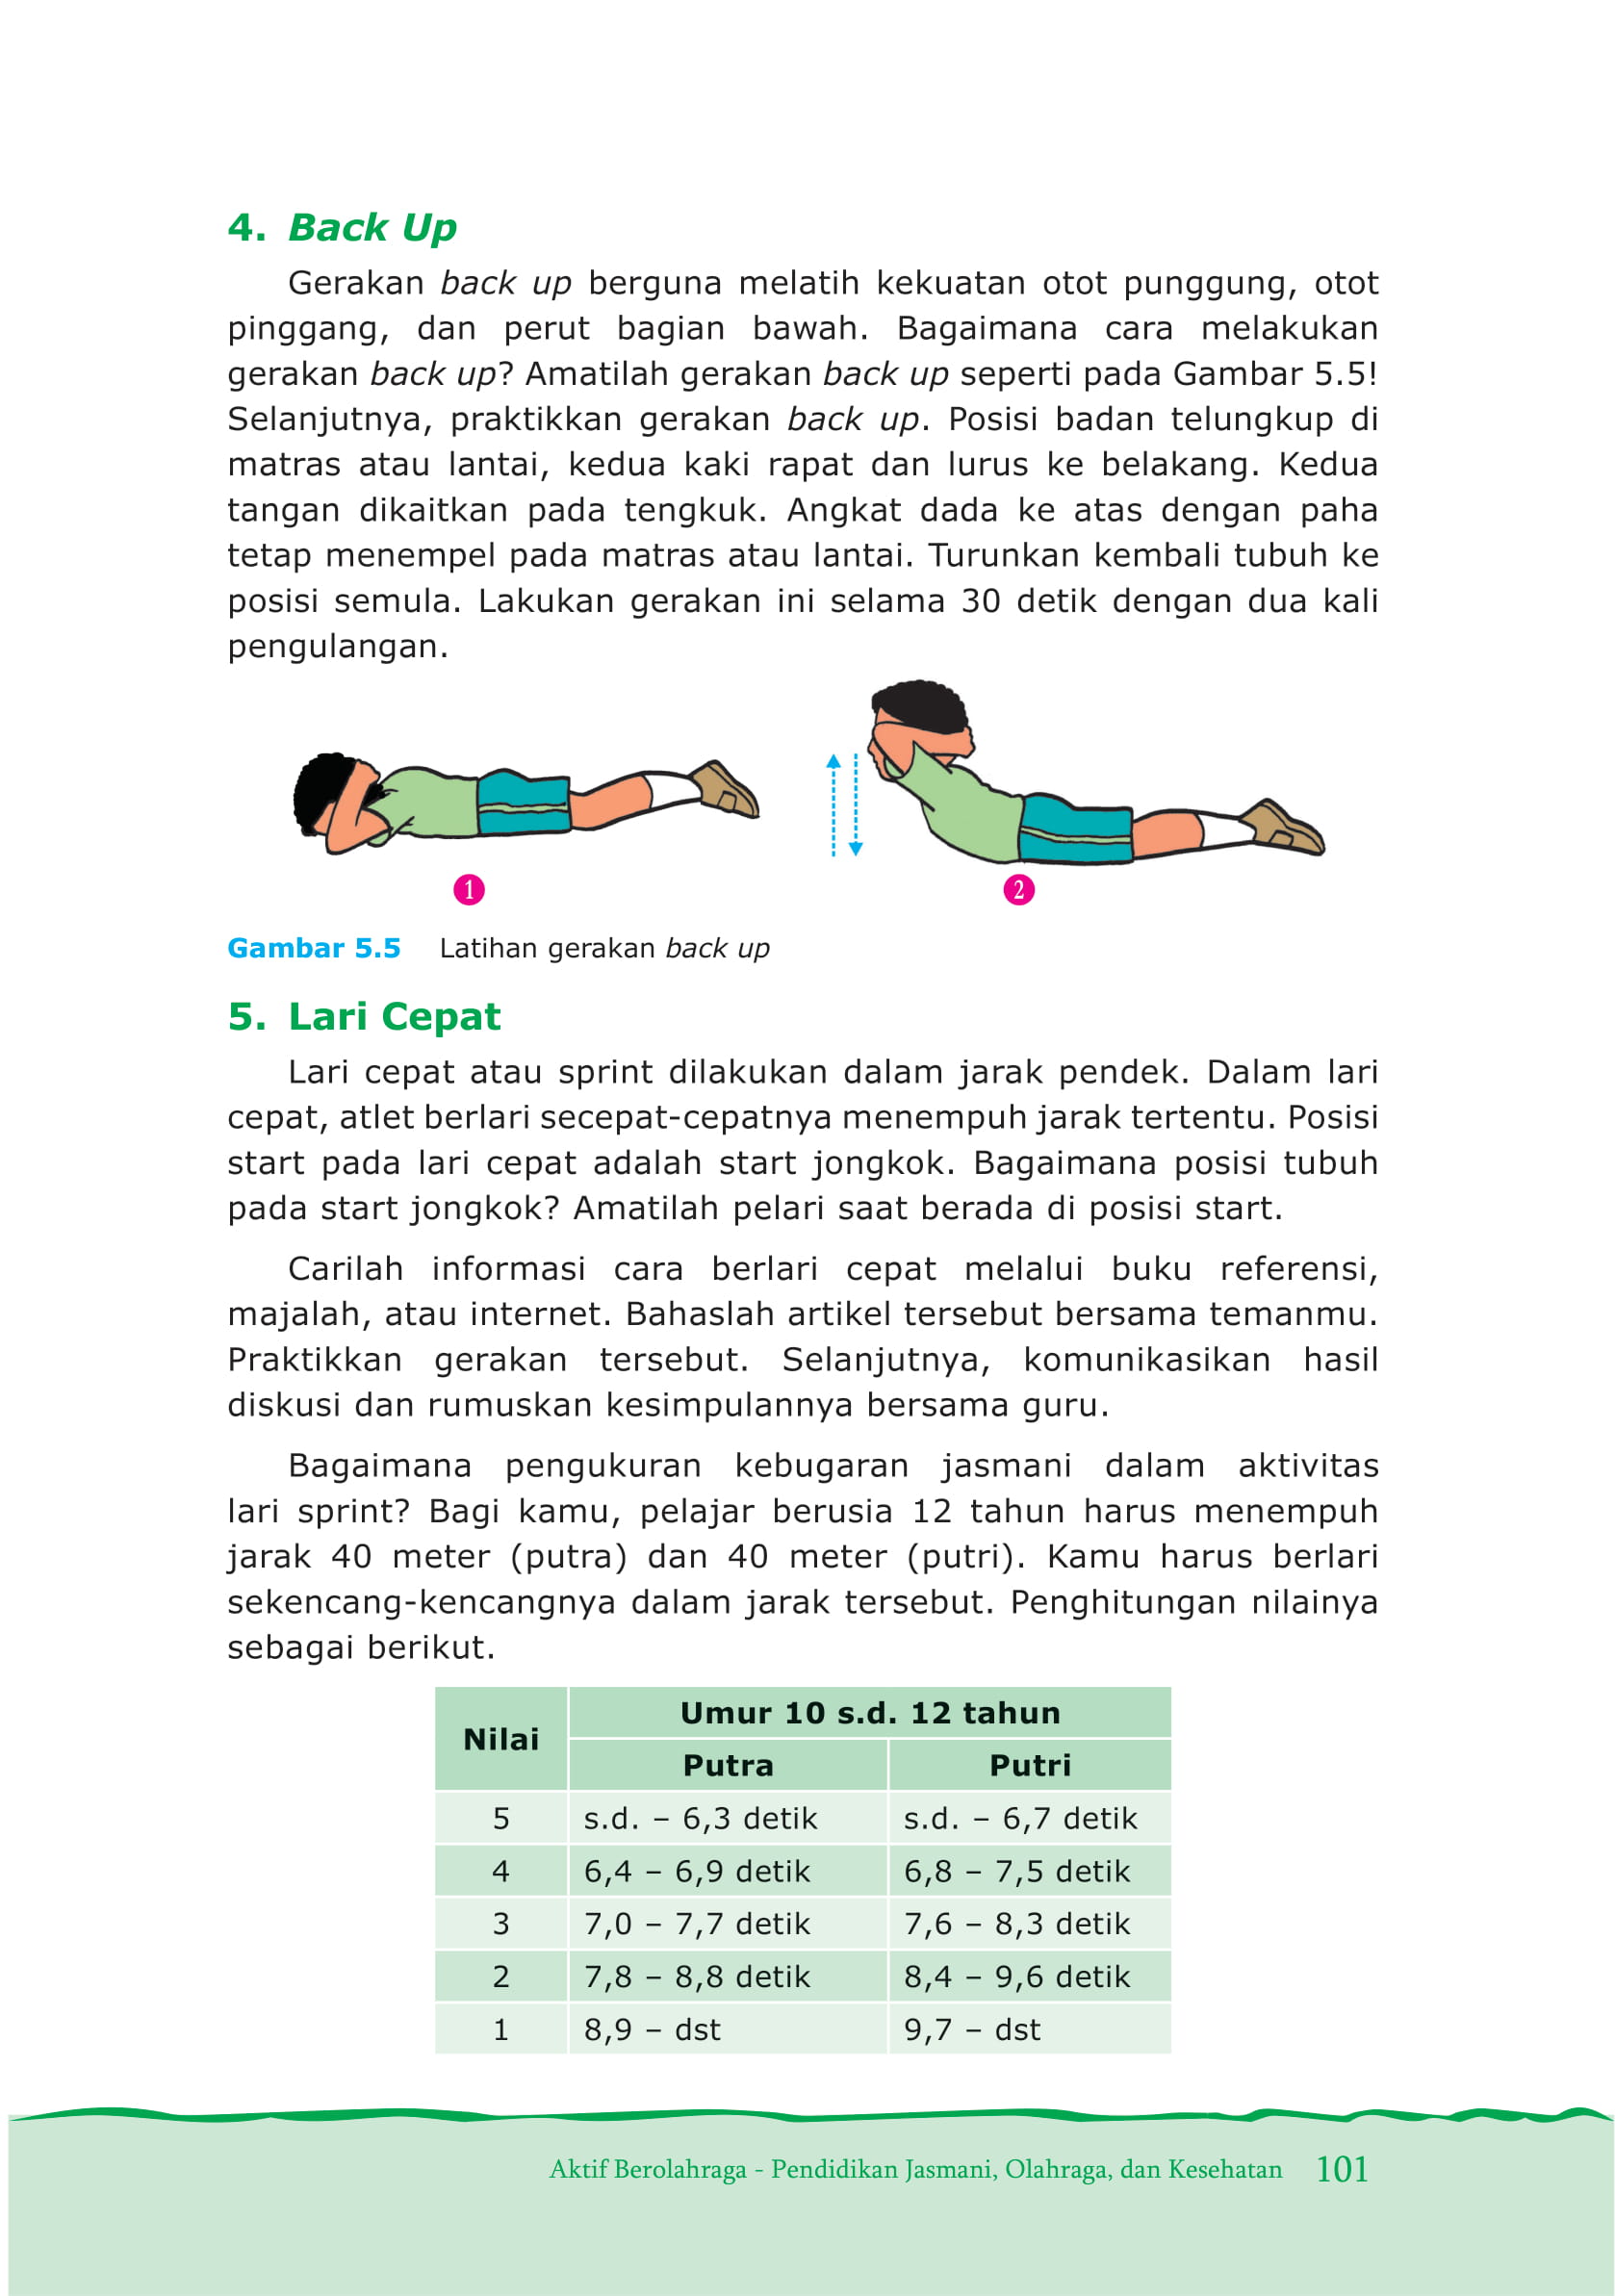 4. Back Up
Gerakan back up berguna melatih kekuatan otot punggung, otot
pinggang, dan perut bagian bawah. Bagaimana cara melakukan
gerakan back up? Amatilah gerakan back up seperti pada Gambar 5.5!
Selanjutnya, praktikkan gerakan back up. Posisi badan telungkup di
matras atau lantai, kedua kaki rapat dan lurus ke belakang. Kedua
tangan dikaitkan pada tengkuk. Angkat dada ke atas dengan paha
tetap menempel pada matras atau lantai. Turunkan kembali tubuh ke
posisi semula. Lakukan gerakan ini selama 30 detik dengan dua kali
pengulangan.
1 2
Gambar 5.5 Latihan gerakan back up
5. Lari Cepat
Lari cepat atau sprint dilakukan dalam jarak pendek. Dalam lari
cepat, atlet berlari secepat-cepatnya menempuh jarak tertentu. Posisi
start pada lari cepat adalah start jongkok. Bagaimana posisi tubuh
pada start jongkok? Amatilah pelari saat berada di posisi start.
Carilah informasi cara berlari cepat melalui buku referensi,
majalah, atau internet. Bahaslah artikel tersebut bersama temanmu.
Praktikkan gerakan tersebut. Selanjutnya, komunikasikan hasil
diskusi dan rumuskan kesimpulannya bersama guru.
Bagaimana pengukuran kebugaran jasmani dalam aktivitas
lari sprint? Bagi kamu, pelajar berusia 12 tahun harus menempuh
jarak 40 meter (putra) dan 40 meter (putri). Kamu harus berlari
sekencang-kencangnya dalam jarak tersebut. Penghitungan nilainya
sebagai berikut.
Nilai Umur 10 s.d. 12 tahun
Putra Putri
5 s.d. – 6,3 detik s.d. – 6,7 detik
4 6,4 – 6,9 detik 6,8 – 7,5 detik
3 7,0 – 7,7 detik 7,6 – 8,3 detik
2 7,8 – 8,8 detik 8,4 – 9,6 detik
1 8,9 – dst 9,7 – dst
Aktif Berolahraga - Pendidikan Jasmani, Olahraga, dan Kesehatan 101